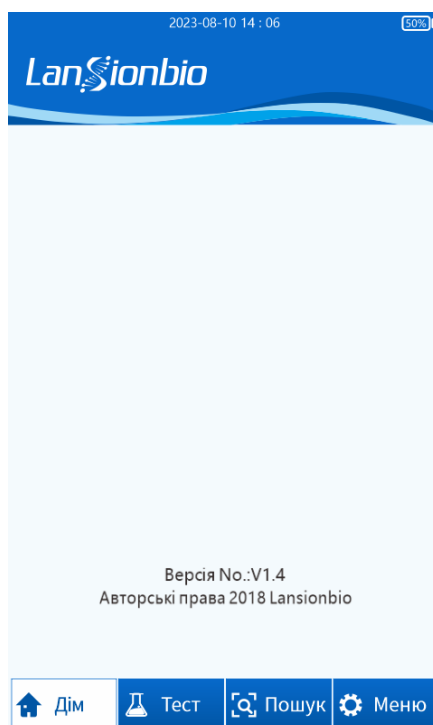 2023-08-10 14 : 06
50%
Lansionbio
Версія No.:V1.4
Авторські права 2018 Lansionbio
Дім
Тест
Пошук
Меню